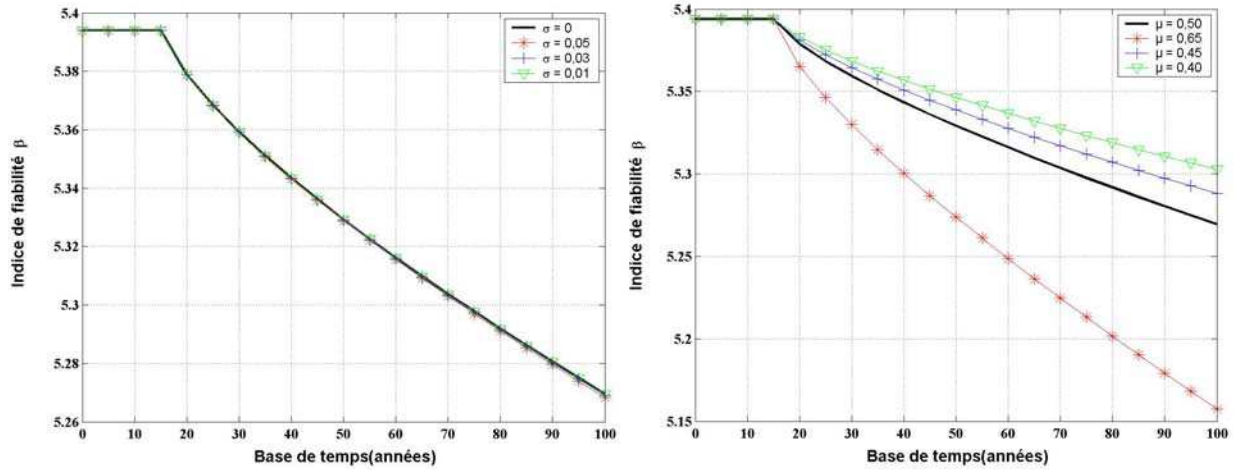 5.4
5.38
5.36
5.34
5.32
5.3
5.28
5.26
Indice de fiabilité β
0 10 20 30 40 50 60 70 80 90 100
Base de temps(années)
σ = 0
σ = 0,05
σ = 0,03
σ = 0,01
5.4
5.35
5.3
5.25
5.2
5.15
Indice de fiabilité β
0 10 20 30 40 50 60 70 80 90 100
Base de temps(années)
μ = 0,50
μ = 0,65
μ = 0,45
μ = 0,40